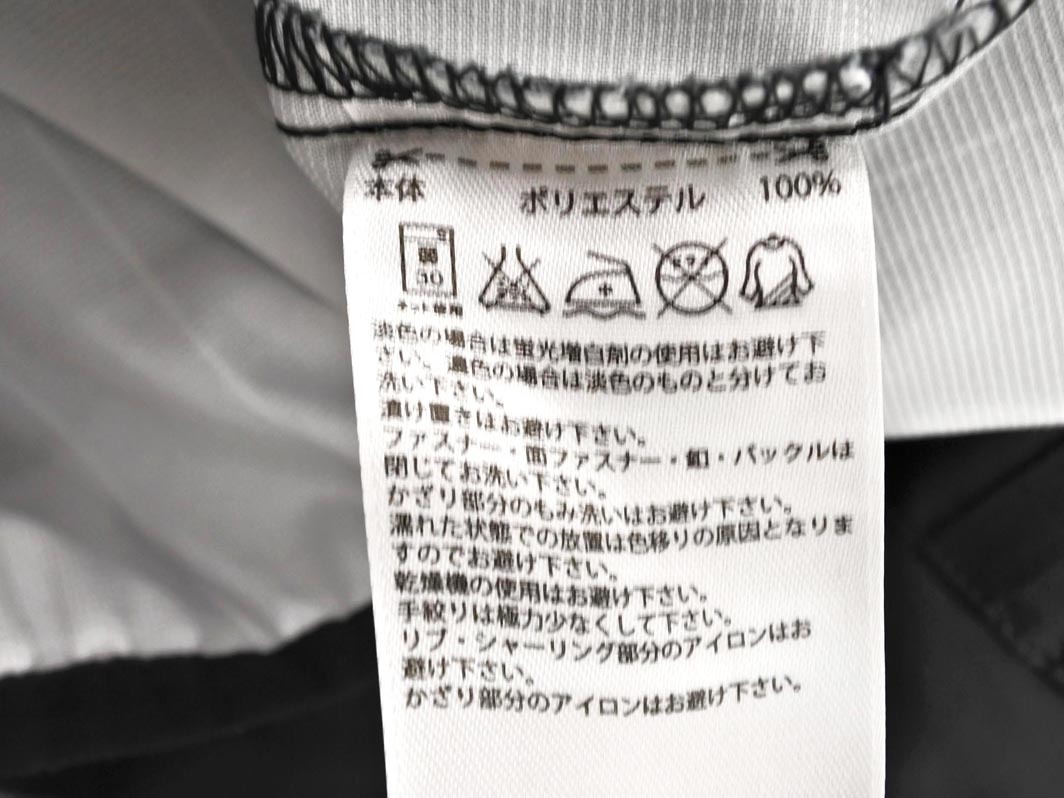 本体 ポリエステル 100%
30
ネット使用
淡色の場合は蛍光増白剤の使用はお避け下
さい。濃色の場合は淡色のものと分けてお
洗い下さい。
漬け置きはお避け下さい。
ファスナー・面ファスナー・釦・バックルは
閉じてお洗い下さい。
かざり部分のもみ洗いはお避け下さい。
濡れた状態での放置は色移りの原因となりま
すのでお避け下さい。
乾燥機の使用はお避け下さい。
手絞りは極力少なくして下さい。
リブ・シャーリング部分のアイロンはお
避け下さい。
かざり部分のアイロンはお避け下さい。